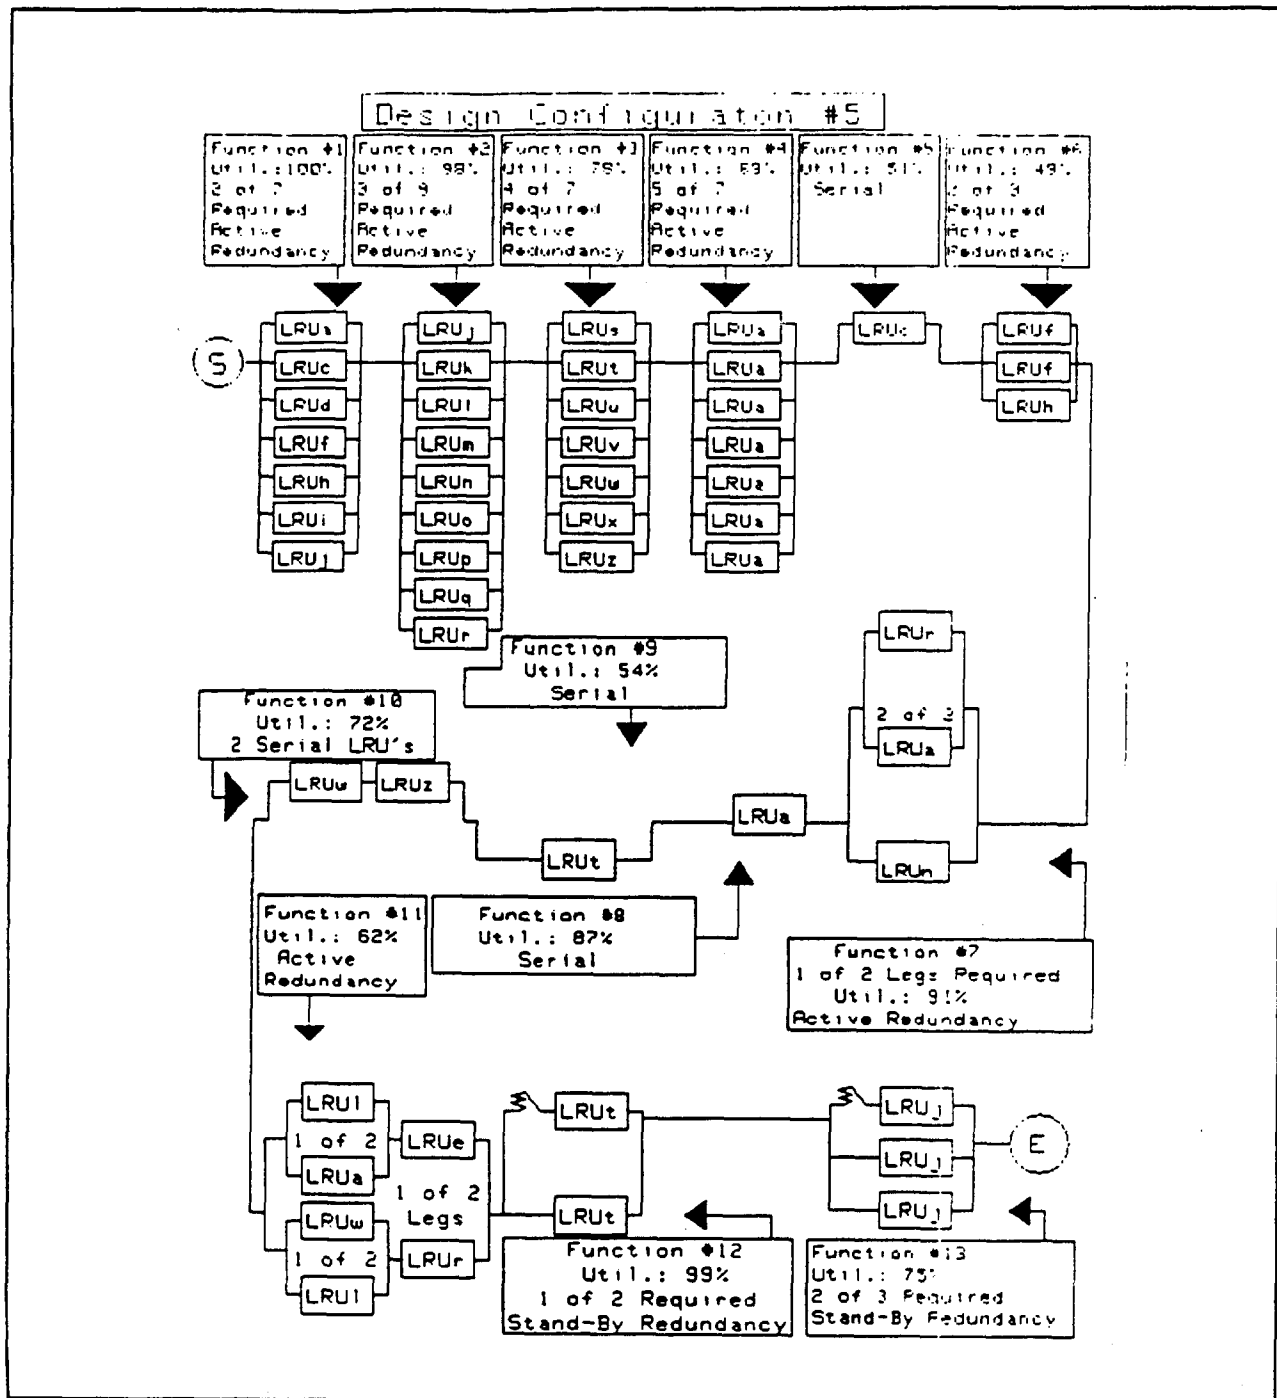 Design Configuraton #5
Function #1
Util.:100%
2 of 7
Required
Active
Redundancy
Function #2
Util.: 98%
3 of 9
Required
Active
Redundancy
Function #3
Util.: 78%
4 of 7
Required
Active
Redundancy
Function #4
Util.: 69%
5 of 7
Required
Active
Redundancy
Function #5
Util.: 51%
Serial
Function #6
Util.: 49%
2 of 3
Required
Active
Redundancy
S
LRUa
LRUc
LRUd
LRUf
LRUh
LRUi
LRUj
LRUj
LRUk
LRUl
LRUm
LRUn
LRUo
LRUp
LRUq
LRUr
LRUs
LRUt
LRUu
LRUv
LRUw
LRUx
LRUz
LRUa
LRUa
LRUa
LRUa
LRUa
LRUa
LRUa
LRUc
LRUf
LRUf
LRUh
Function #9
Util.: 54%
Serial
Function #10
Util.: 72%
2 Serial LRU's
LRUw
LRUz
LRUt
LRUa
LRUr
2 of 2
LRUa
LRUn
Function #11
Util.: 62%
Active
Redundancy
Function #8
Util.: 87%
Serial
Function #7
1 of 2 Legs Required
Util.: 91%
Active Redundancy
LRUl
1 of 2
LRUa
LRUe
1 of 2
Legs
LRUw
1 of 2
LRUl
LRUr
LRUt
LRUt
LRUj
LRUj
LRUj
E
Function #12
Util.: 99%
1 of 2 Required
Stand-By Redundancy
Function #13
Util.: 75%
2 of 3 Required
Stand-By Redundancy